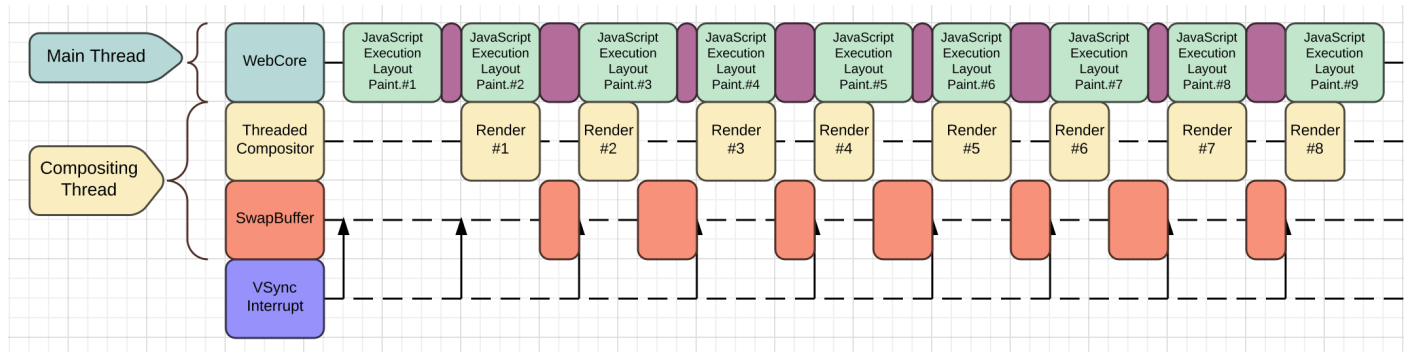 Main Thread
WebCore
JavaScript
Execution
Layout
Paint.#1
JavaScript
Execution
Layout
Paint.#2
JavaScript
Execution
Layout
Paint.#3
JavaScript
Execution
Layout
Paint.#4
JavaScript
Execution
Layout
Paint.#5
JavaScript
Execution
Layout
Paint.#6
JavaScript
Execution
Layout
Paint.#7
JavaScript
Execution
Layout
Paint.#8
JavaScript
Execution
Layout
Paint.#9
Compositing
Thread
Threaded
Compositor
Render
#1
Render
#2
Render
#3
Render
#4
Render
#5
Render
#6
Render
#7
Render
#8
SwapBuffer
VSync
Interrupt